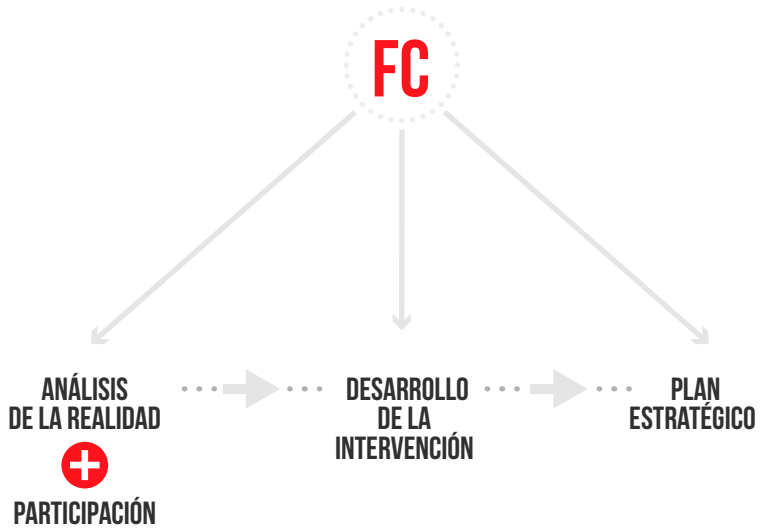 FC
ANÁLISIS
DE LA REALIDAD
PARTICIPACIÓN
DESARROLLO
DE LA
INTERVENCIÓN
PLAN
ESTRATÉGICO